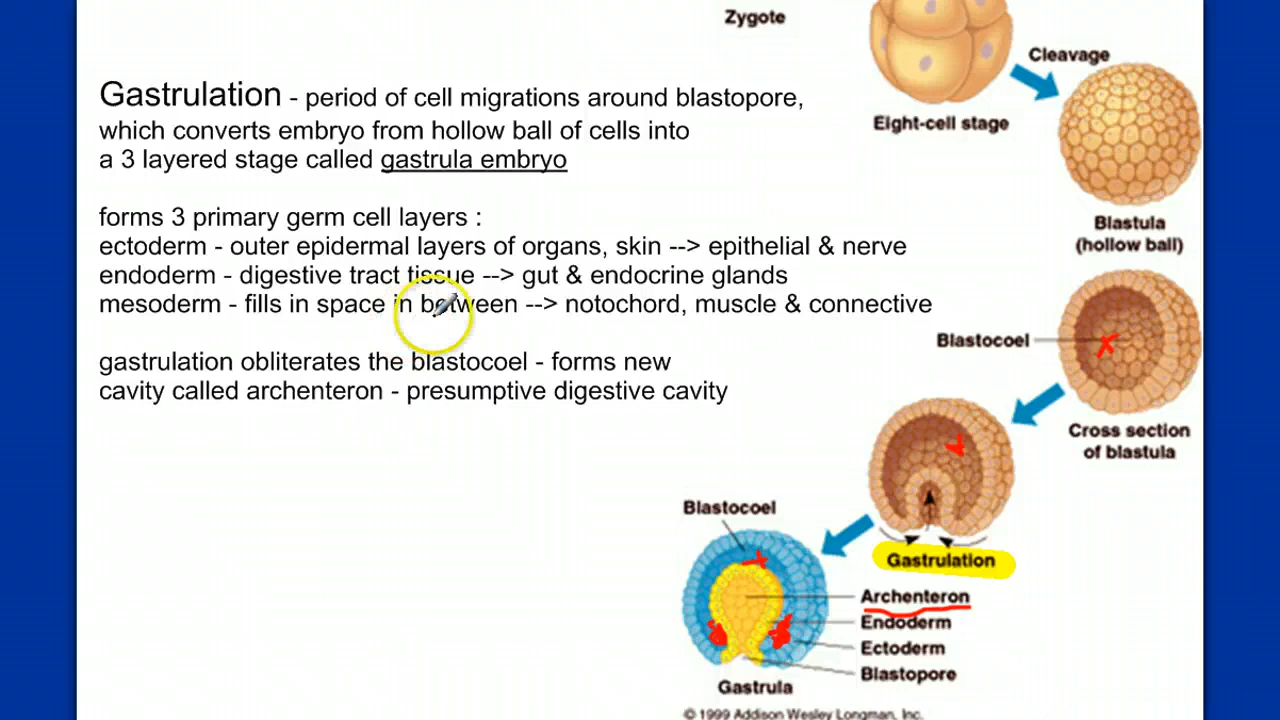 Zygote
Cleavage
Eight-cell stage
Gastrulation - period of cell migrations around blastopore,
which converts embryo from hollow ball of cells into
a 3 layered stage called gastrula embryo
forms 3 primary germ cell layers :
ectoderm - outer epidermal layers of organs, skin --> epithelial & nerve
endoderm - digestive tract tissue --> gut & endocrine glands
mesoderm - fills in space in between --> notochord, muscle & connective
gastrulation obliterates the blastocoel - forms new
cavity called archenteron - presumptive digestive cavity
Blastula
(hollow ball)
Blastocoel
Cross section
of blastula
Blastocoel
Gastrulation
Archenteron
Endoderm
Ectoderm
Blastopore
Gastrula
© 1999 Addison Wesley Longman, Inc.